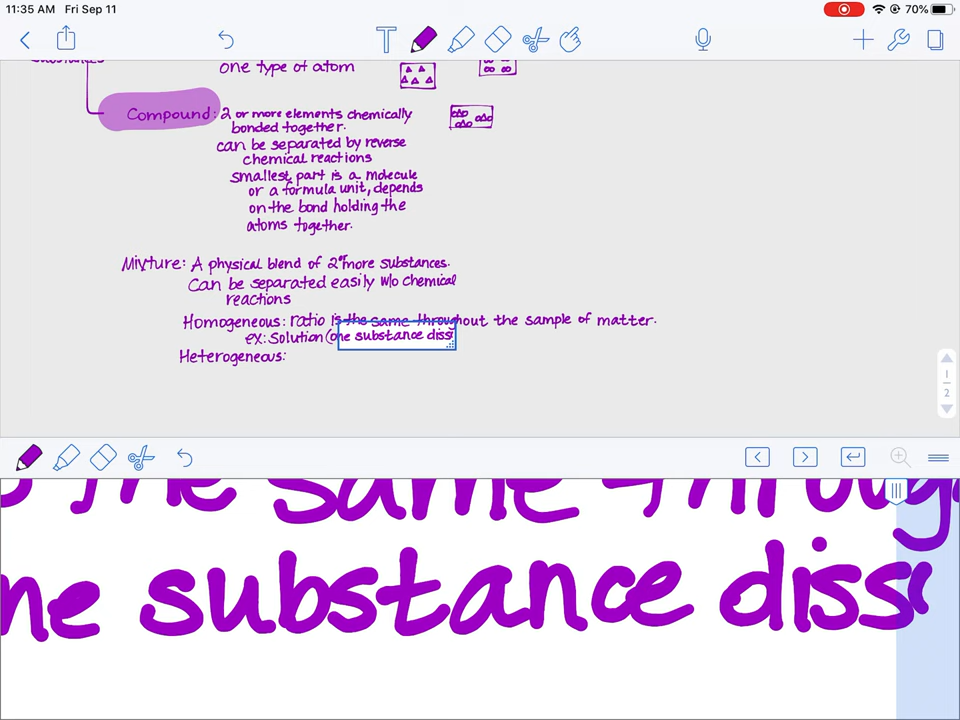 11:35 AM Fri Sep 11
70%
one type of atom
Compound: 2 or more elements chemically
bonded together.
can be separated by reverse
chemical reactions
smallest part is a molecule
or a formula unit, depends
on the bond holding the
atoms together.
Mixture: A physical blend of 2 or more substances.
Can be separated easily w/o chemical
reactions
Homogeneous: ratio is the same throughout the sample of matter.
ex: Solution (one substance diss
Heterogeneous:
1
2
the same throug
ne substance diss